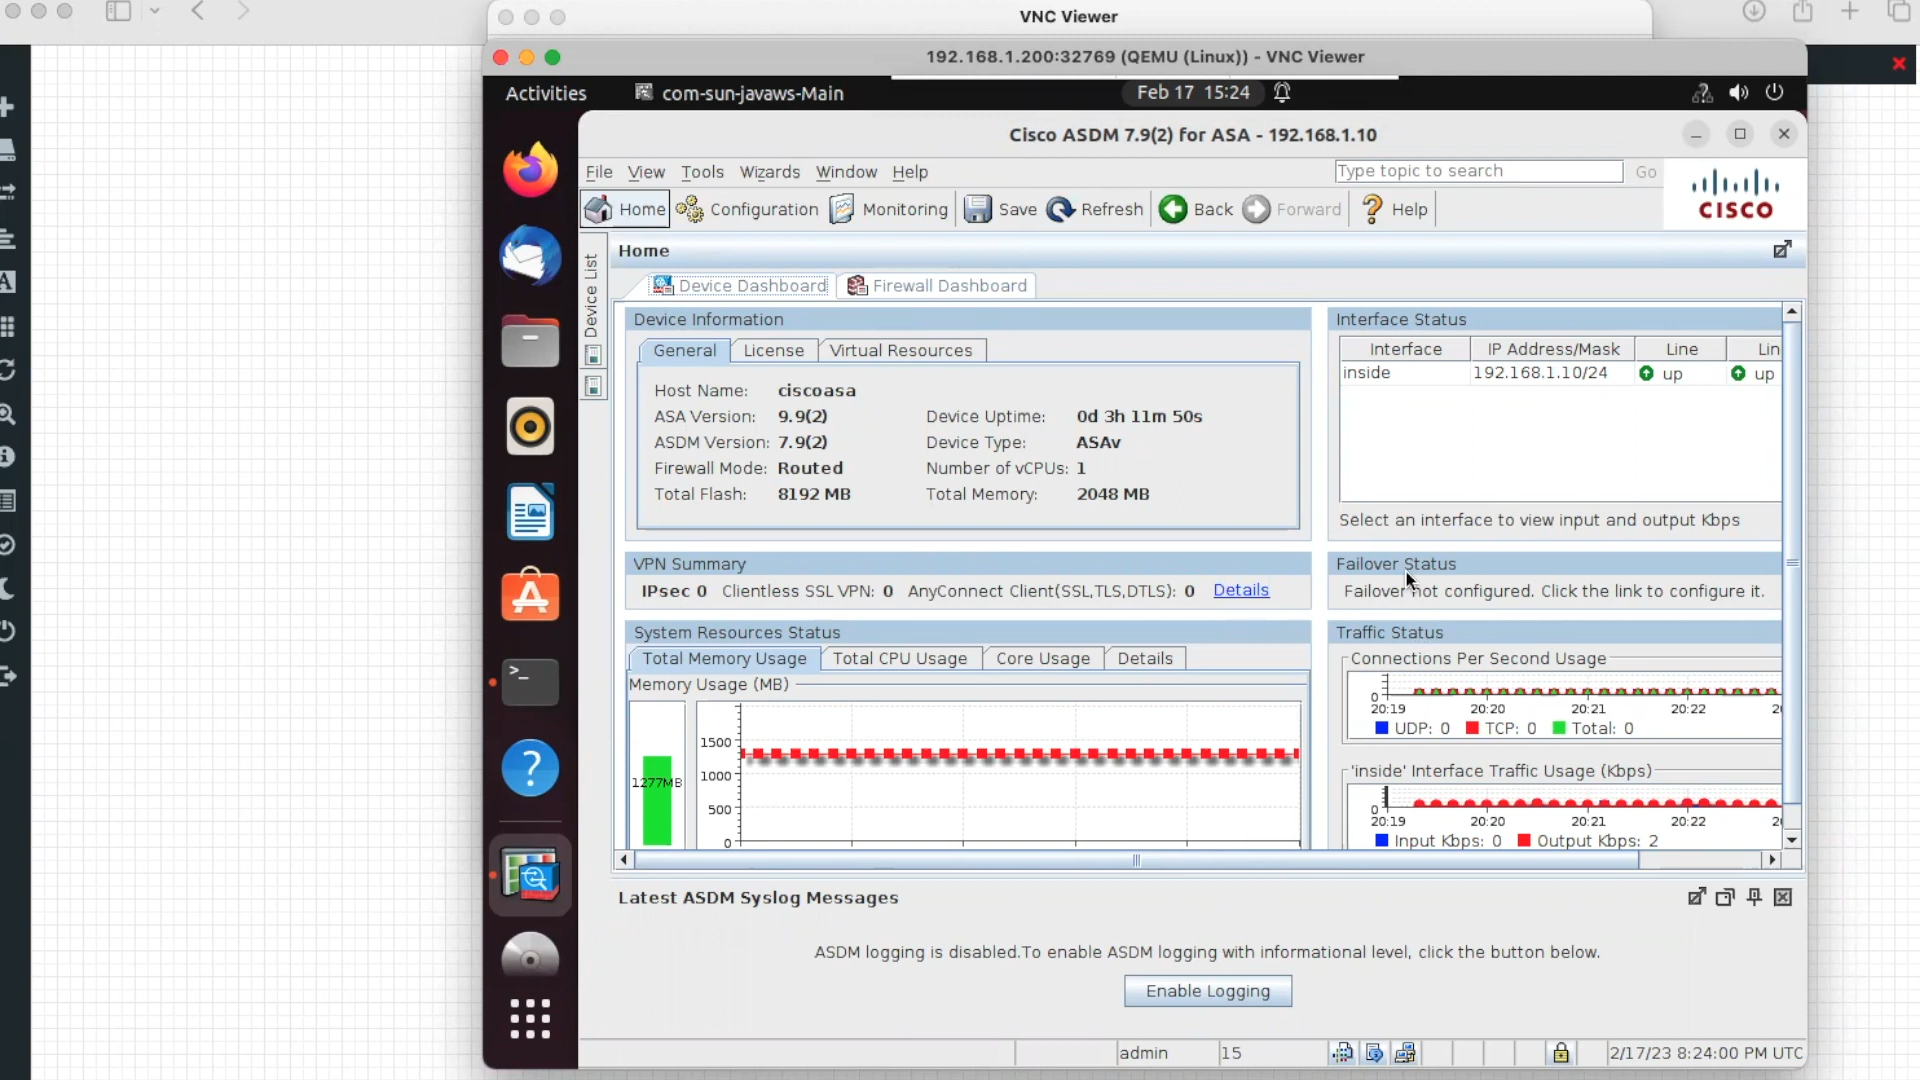 VNC Viewer
192.168.1.200:32769 (QEMU (Linux)) - VNC Viewer
Activities com-sun-javaws-Main Feb 17 15:24
Cisco ASDM 7.9(2) for ASA - 192.168.1.10
File View Tools Wizards Window Help Type topic to search Go
CISCO
Home Configuration Monitoring Save Refresh Back Forward Help
Device List
Home
Device Dashboard Firewall Dashboard
Device Information
General License Virtual Resources
Host Name: ciscoasa
ASA Version: 9.9(2) Device Uptime: 0d 3h 11m 50s
ASDM Version: 7.9(2) Device Type: ASAv
Firewall Mode: Routed Number of vCPUs: 1
Total Flash: 8192 MB Total Memory: 2048 MB
Interface Status
Interface IP Address/Mask Line Lin
inside 192.168.1.10/24 up up
Select an interface to view input and output Kbps
VPN Summary
IPsec 0 Clientless SSL VPN: 0 AnyConnect Client(SSL,TLS,DTLS): 0 Details
Failover Status
Failover not configured. Click the link to configure it.
System Resources Status
Total Memory Usage Total CPU Usage Core Usage Details
Memory Usage (MB)
1277MB
1500
1000
500
0
Traffic Status
Connections Per Second Usage
0
20:19 20:20 20:21 20:22 2
UDP: 0 TCP: 0 Total: 0
'inside' Interface Traffic Usage (Kbps)
0
20:19 20:20 20:21 20:22 2
Input Kbps: 0 Output Kbps: 2
Latest ASDM Syslog Messages
ASDM logging is disabled.To enable ASDM logging with informational level, click the button below.
Enable Logging
admin 15 2/17/23 8:24:00 PM UTC